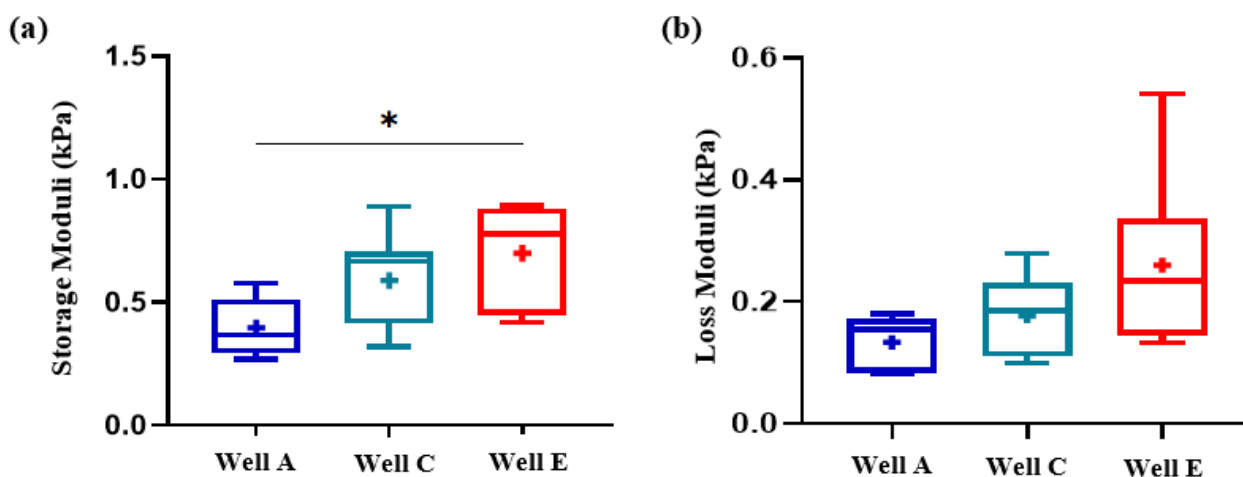 (a)
Storage Moduli (kPa)
1.5
1.0
0.5
0.0
*
Well A
Well C
Well E
(b)
Loss Moduli (kPa)
0.6
0.4
0.2
0.0
Well A
Well C
Well E